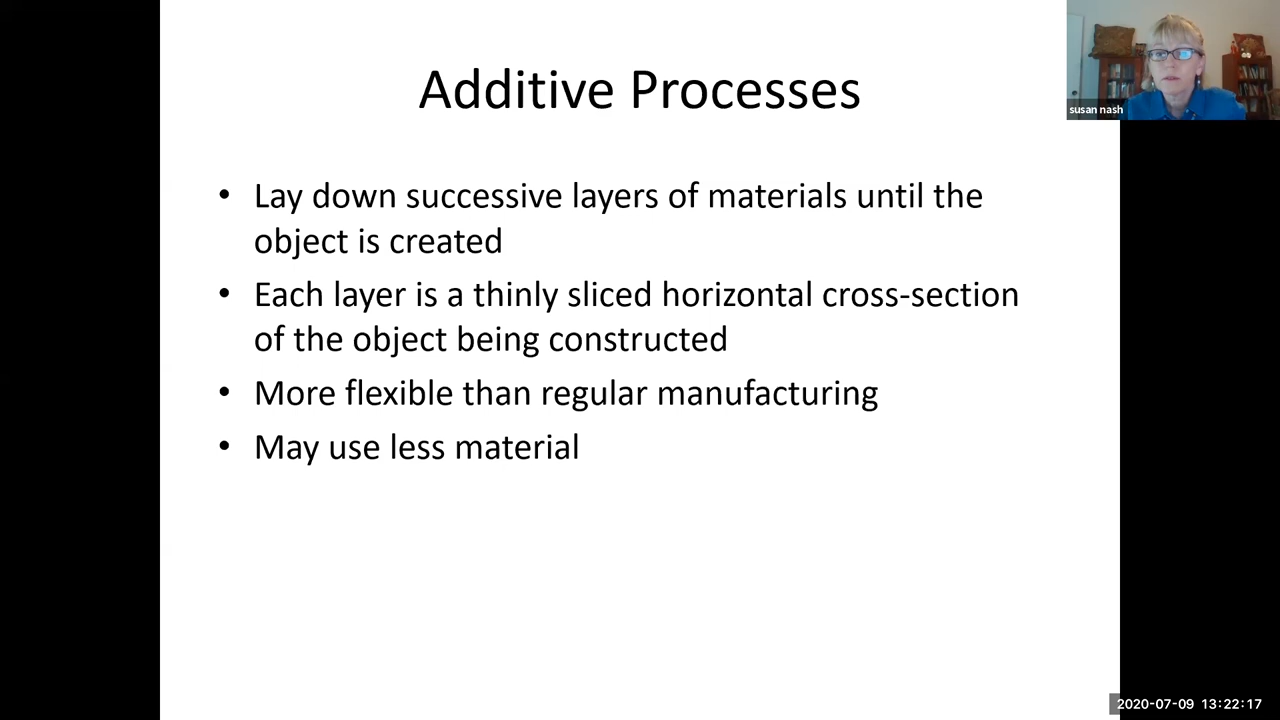 Additive Processes
susan nash
• Lay down successive layers of materials until the
object is created
• Each layer is a thinly sliced horizontal cross-section
of the object being constructed
• More flexible than regular manufacturing
• May use less material
2020-07-09 13:22:17